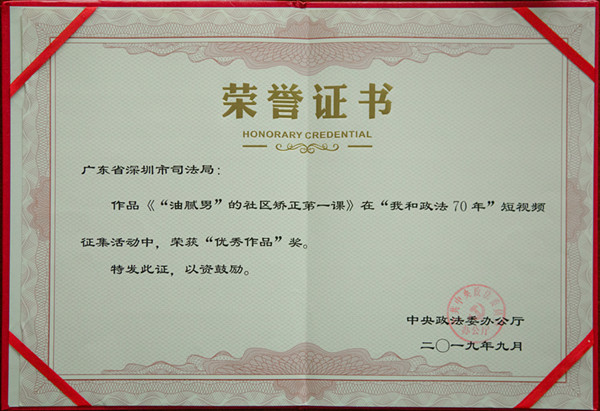 荣誉证书
HONORARY CREDENTIAL
广东省深圳市司法局：
作品《“油腻男”的社区矫正第一课》在“我和政法70年”短视频
征集活动中，荣获“优秀作品”奖。
特发此证，以资鼓励。
中央政法委办公厅
二〇一九年九月